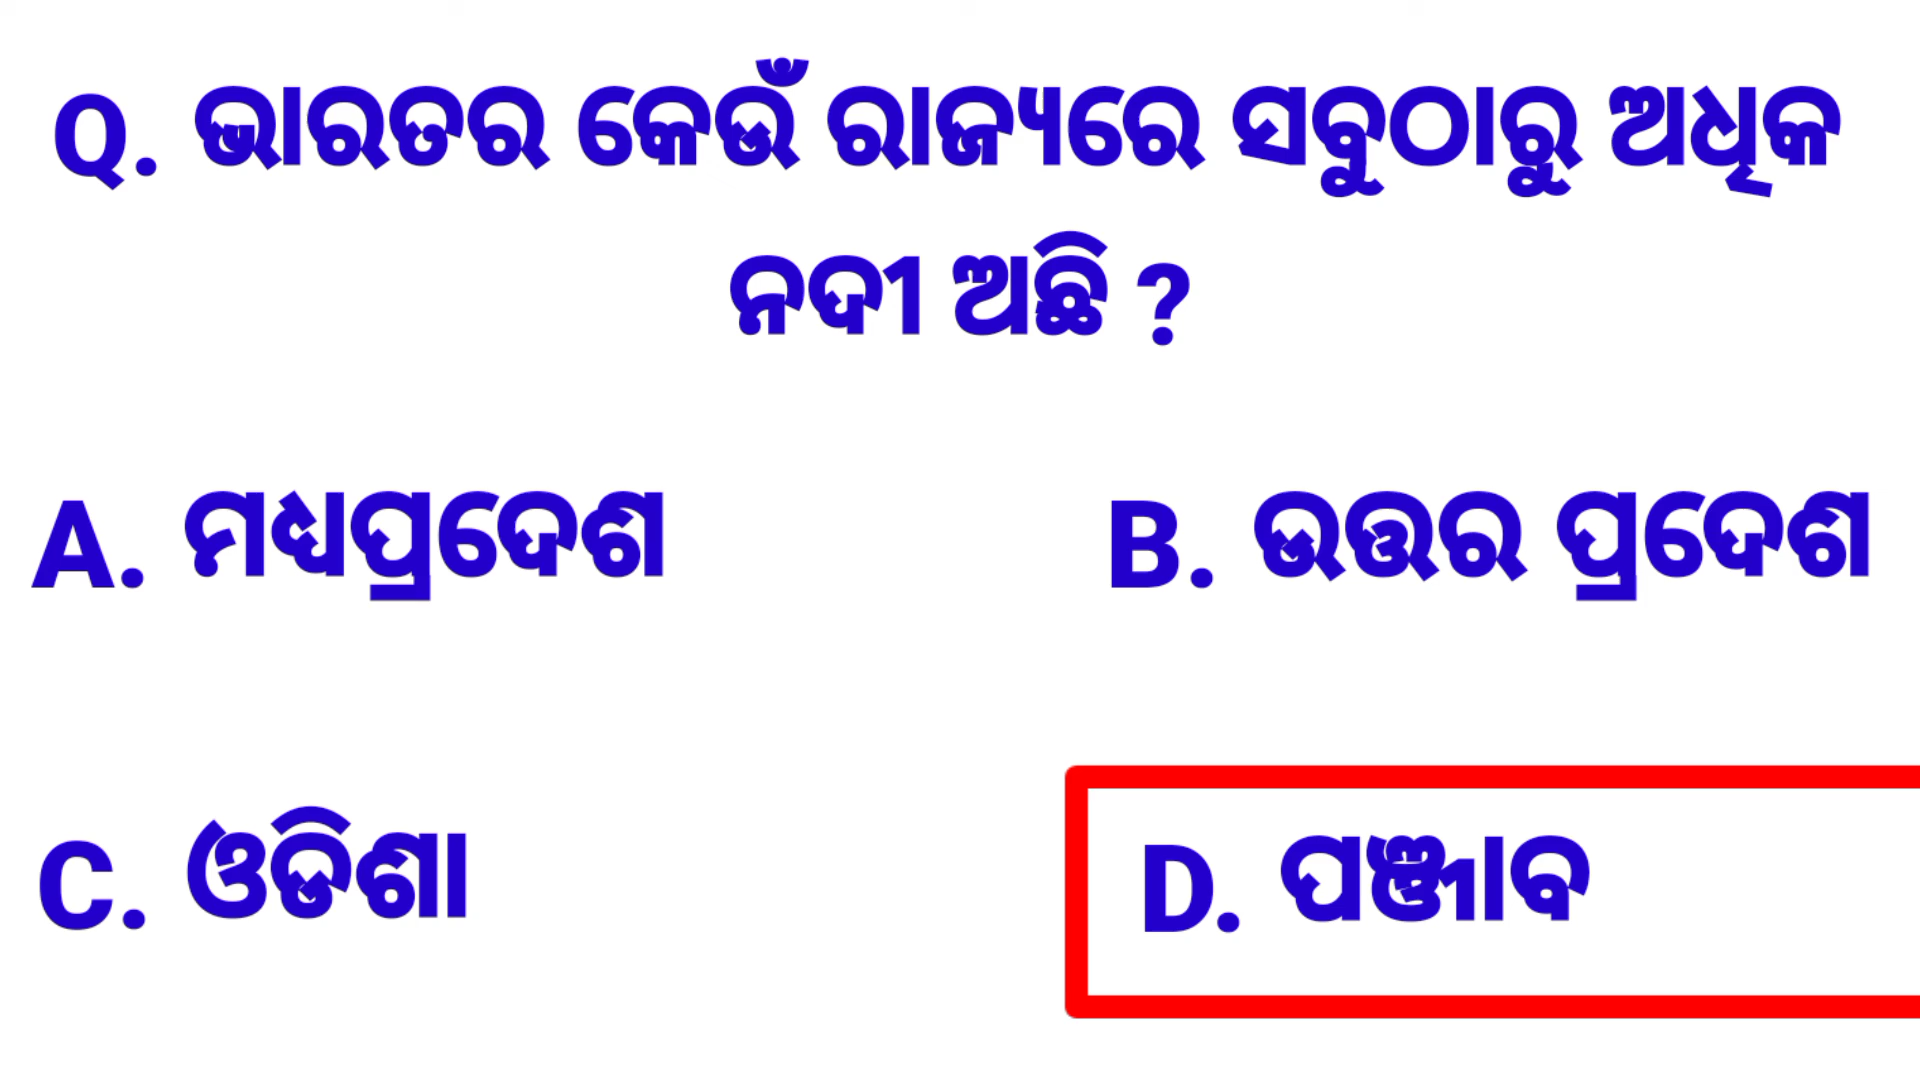 Q. ଭାରତର କେଉଁ ରାଜ୍ୟରେ ସବୁଠାରୁ ଅଧିକ
ନଦୀ ଅଛି ?
A. ମଧ୍ୟପ୍ରଦେଶ
B. ଉତ୍ତର ପ୍ରଦେଶ
C. ଓଡିଶା
D. ପଞ୍ଜାବ